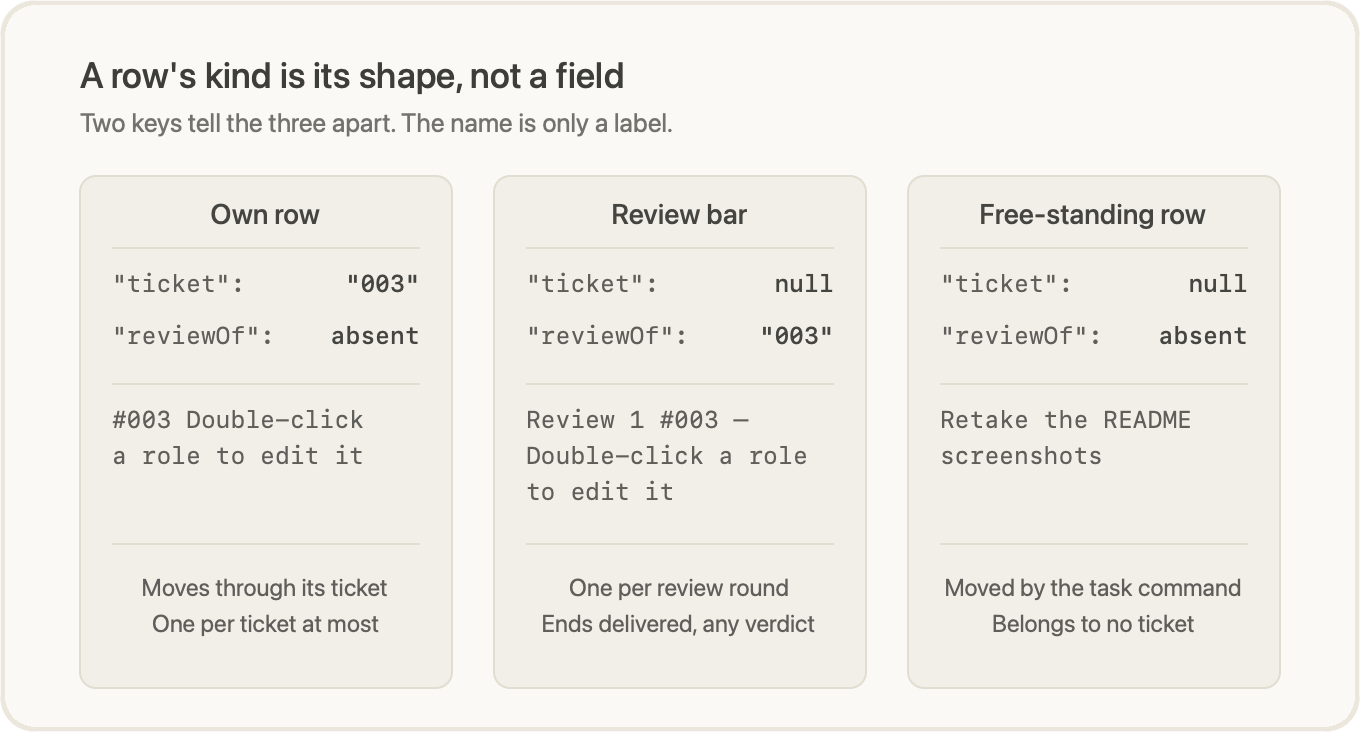 A row's kind is its shape, not a field
Two keys tell the three apart. The name is only a label.
Own row
"ticket": "003"
"reviewOf": absent
#003 Double-click
a role to edit it
Moves through its ticket
One per ticket at most
Review bar
"ticket": null
"reviewOf": "003"
Review 1 #003 —
Double-click a role
to edit it
One per review round
Ends delivered, any verdict
Free-standing row
"ticket": null
"reviewOf": absent
Retake the README
screenshots
Moved by the task command
Belongs to no ticket